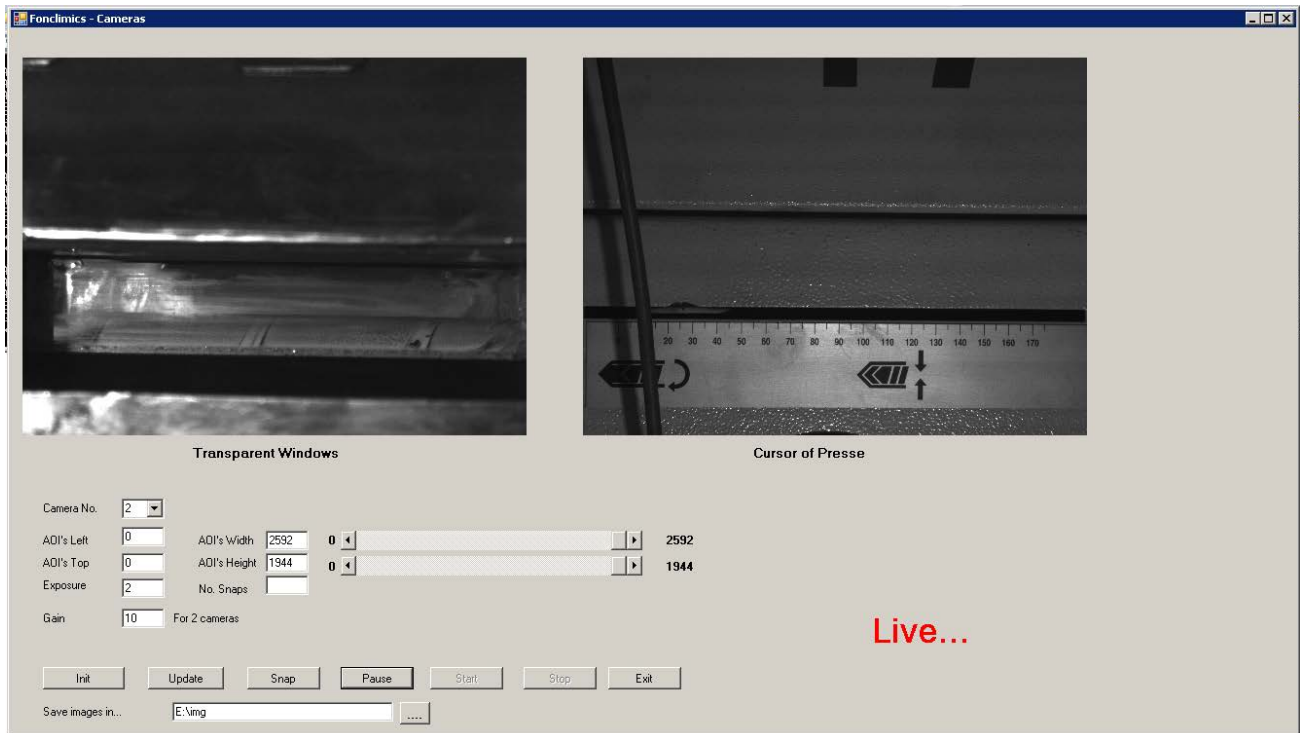 Fonclimics - Cameras
20 30 40 50 60 70 80 90 100 110 120 130 140 150 160 170
Transparent Windows
Cursor of Presse
Camera No. 2
AOI's Left 0 AOI's Width 2592 0 2592
AOI's Top 0 AOI's Height 1944 0 1944
Exposure 2 No. Snaps
Gain 10 For 2 cameras
Live...
Init Update Snap Pause Start Stop Exit
Save images in... E:\img ....